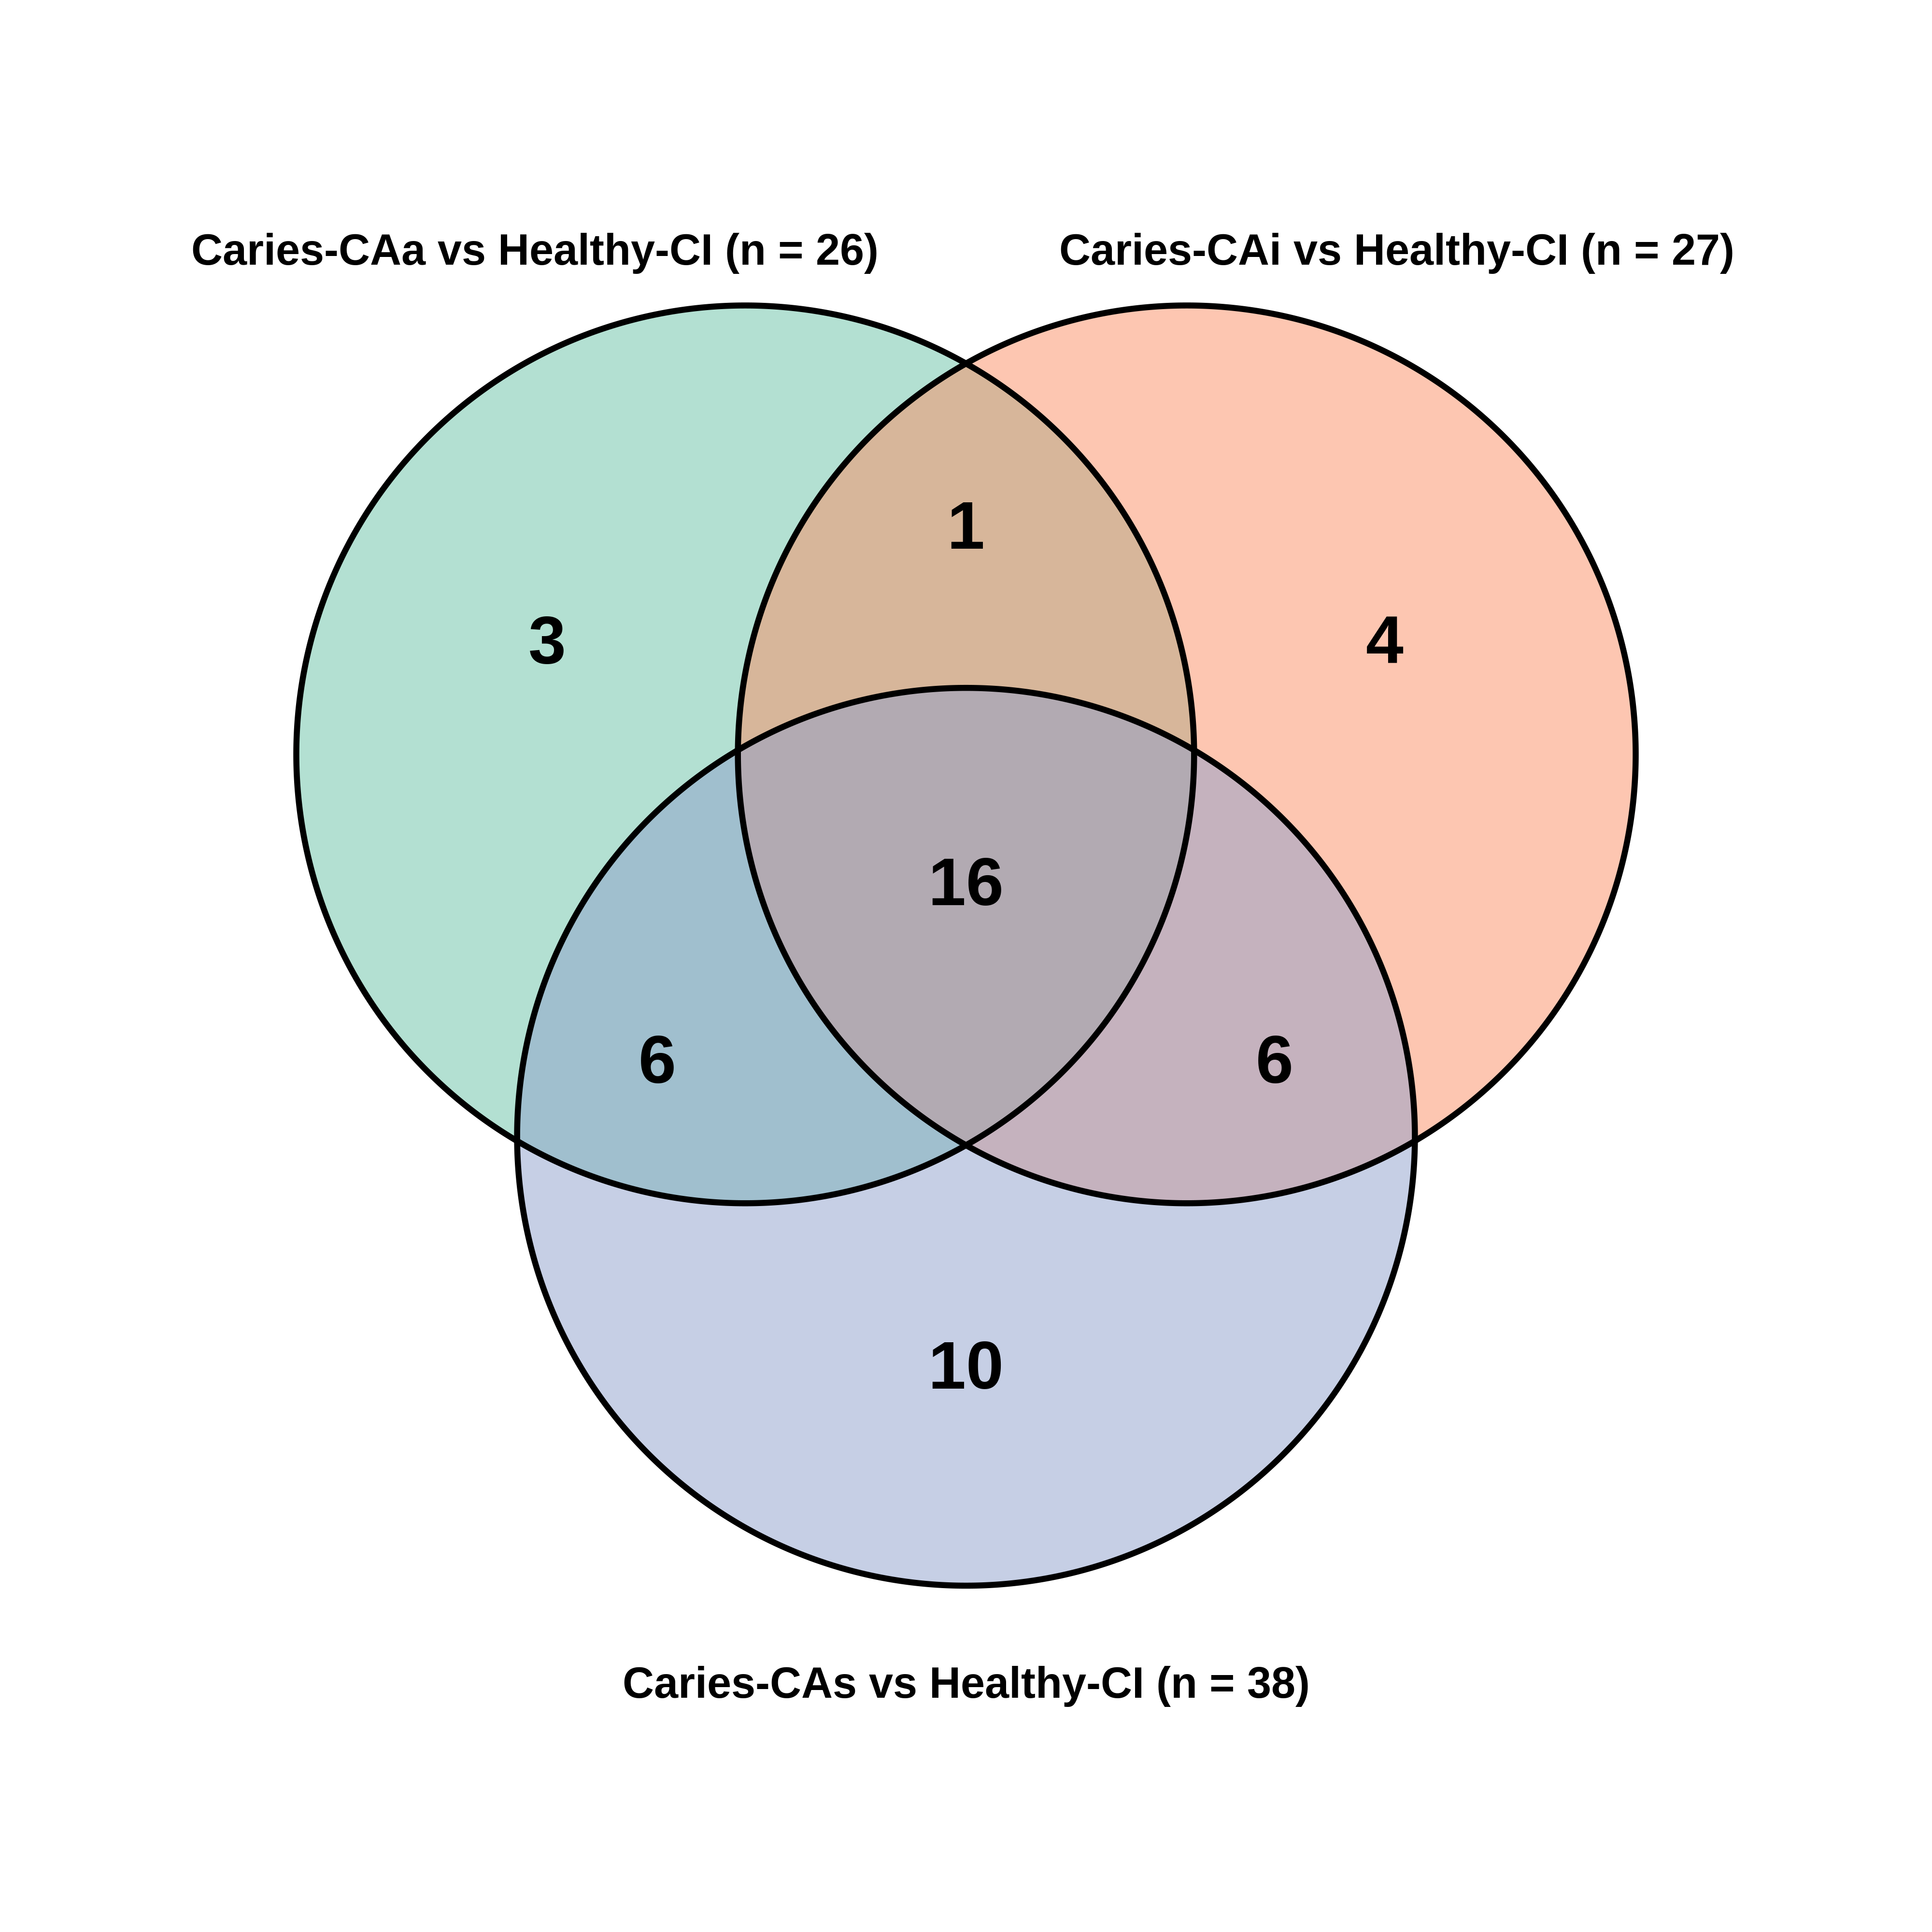 Caries-CAa vs Healthy-CI (n = 26)
Caries-CAi vs Healthy-CI (n = 27)
1
3
4
16
6
6
10
Caries-CAs vs Healthy-CI (n = 38)